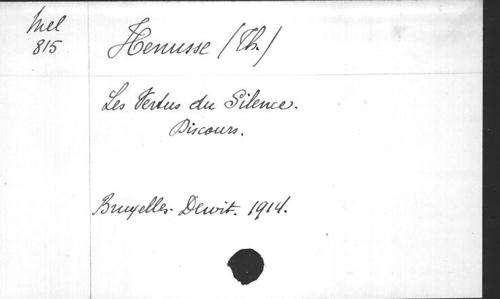 Mel
815
Henusse (Th.)
Les Vertus du Silence.
Discours.
Bruxelles. Dewit. 1914.